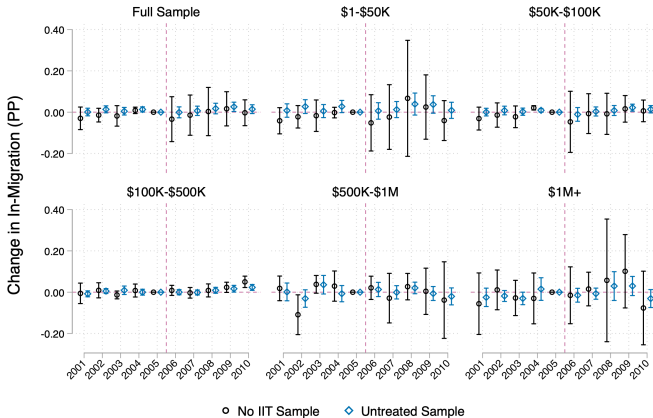 Full Sample
$1-$50K
$50K-$100K
0.40
0.20
0.00
-0.20
$100K-$500K
$500K-$1M
$1M+
0.40
0.20
0.00
-0.20
Change in In-Migration (PP)
2001 2002 2003 2004 2005 2006 2007 2008 2009 2010
2001 2002 2003 2004 2005 2006 2007 2008 2009 2010
2001 2002 2003 2004 2005 2006 2007 2008 2009 2010
No IIT Sample
Untreated Sample